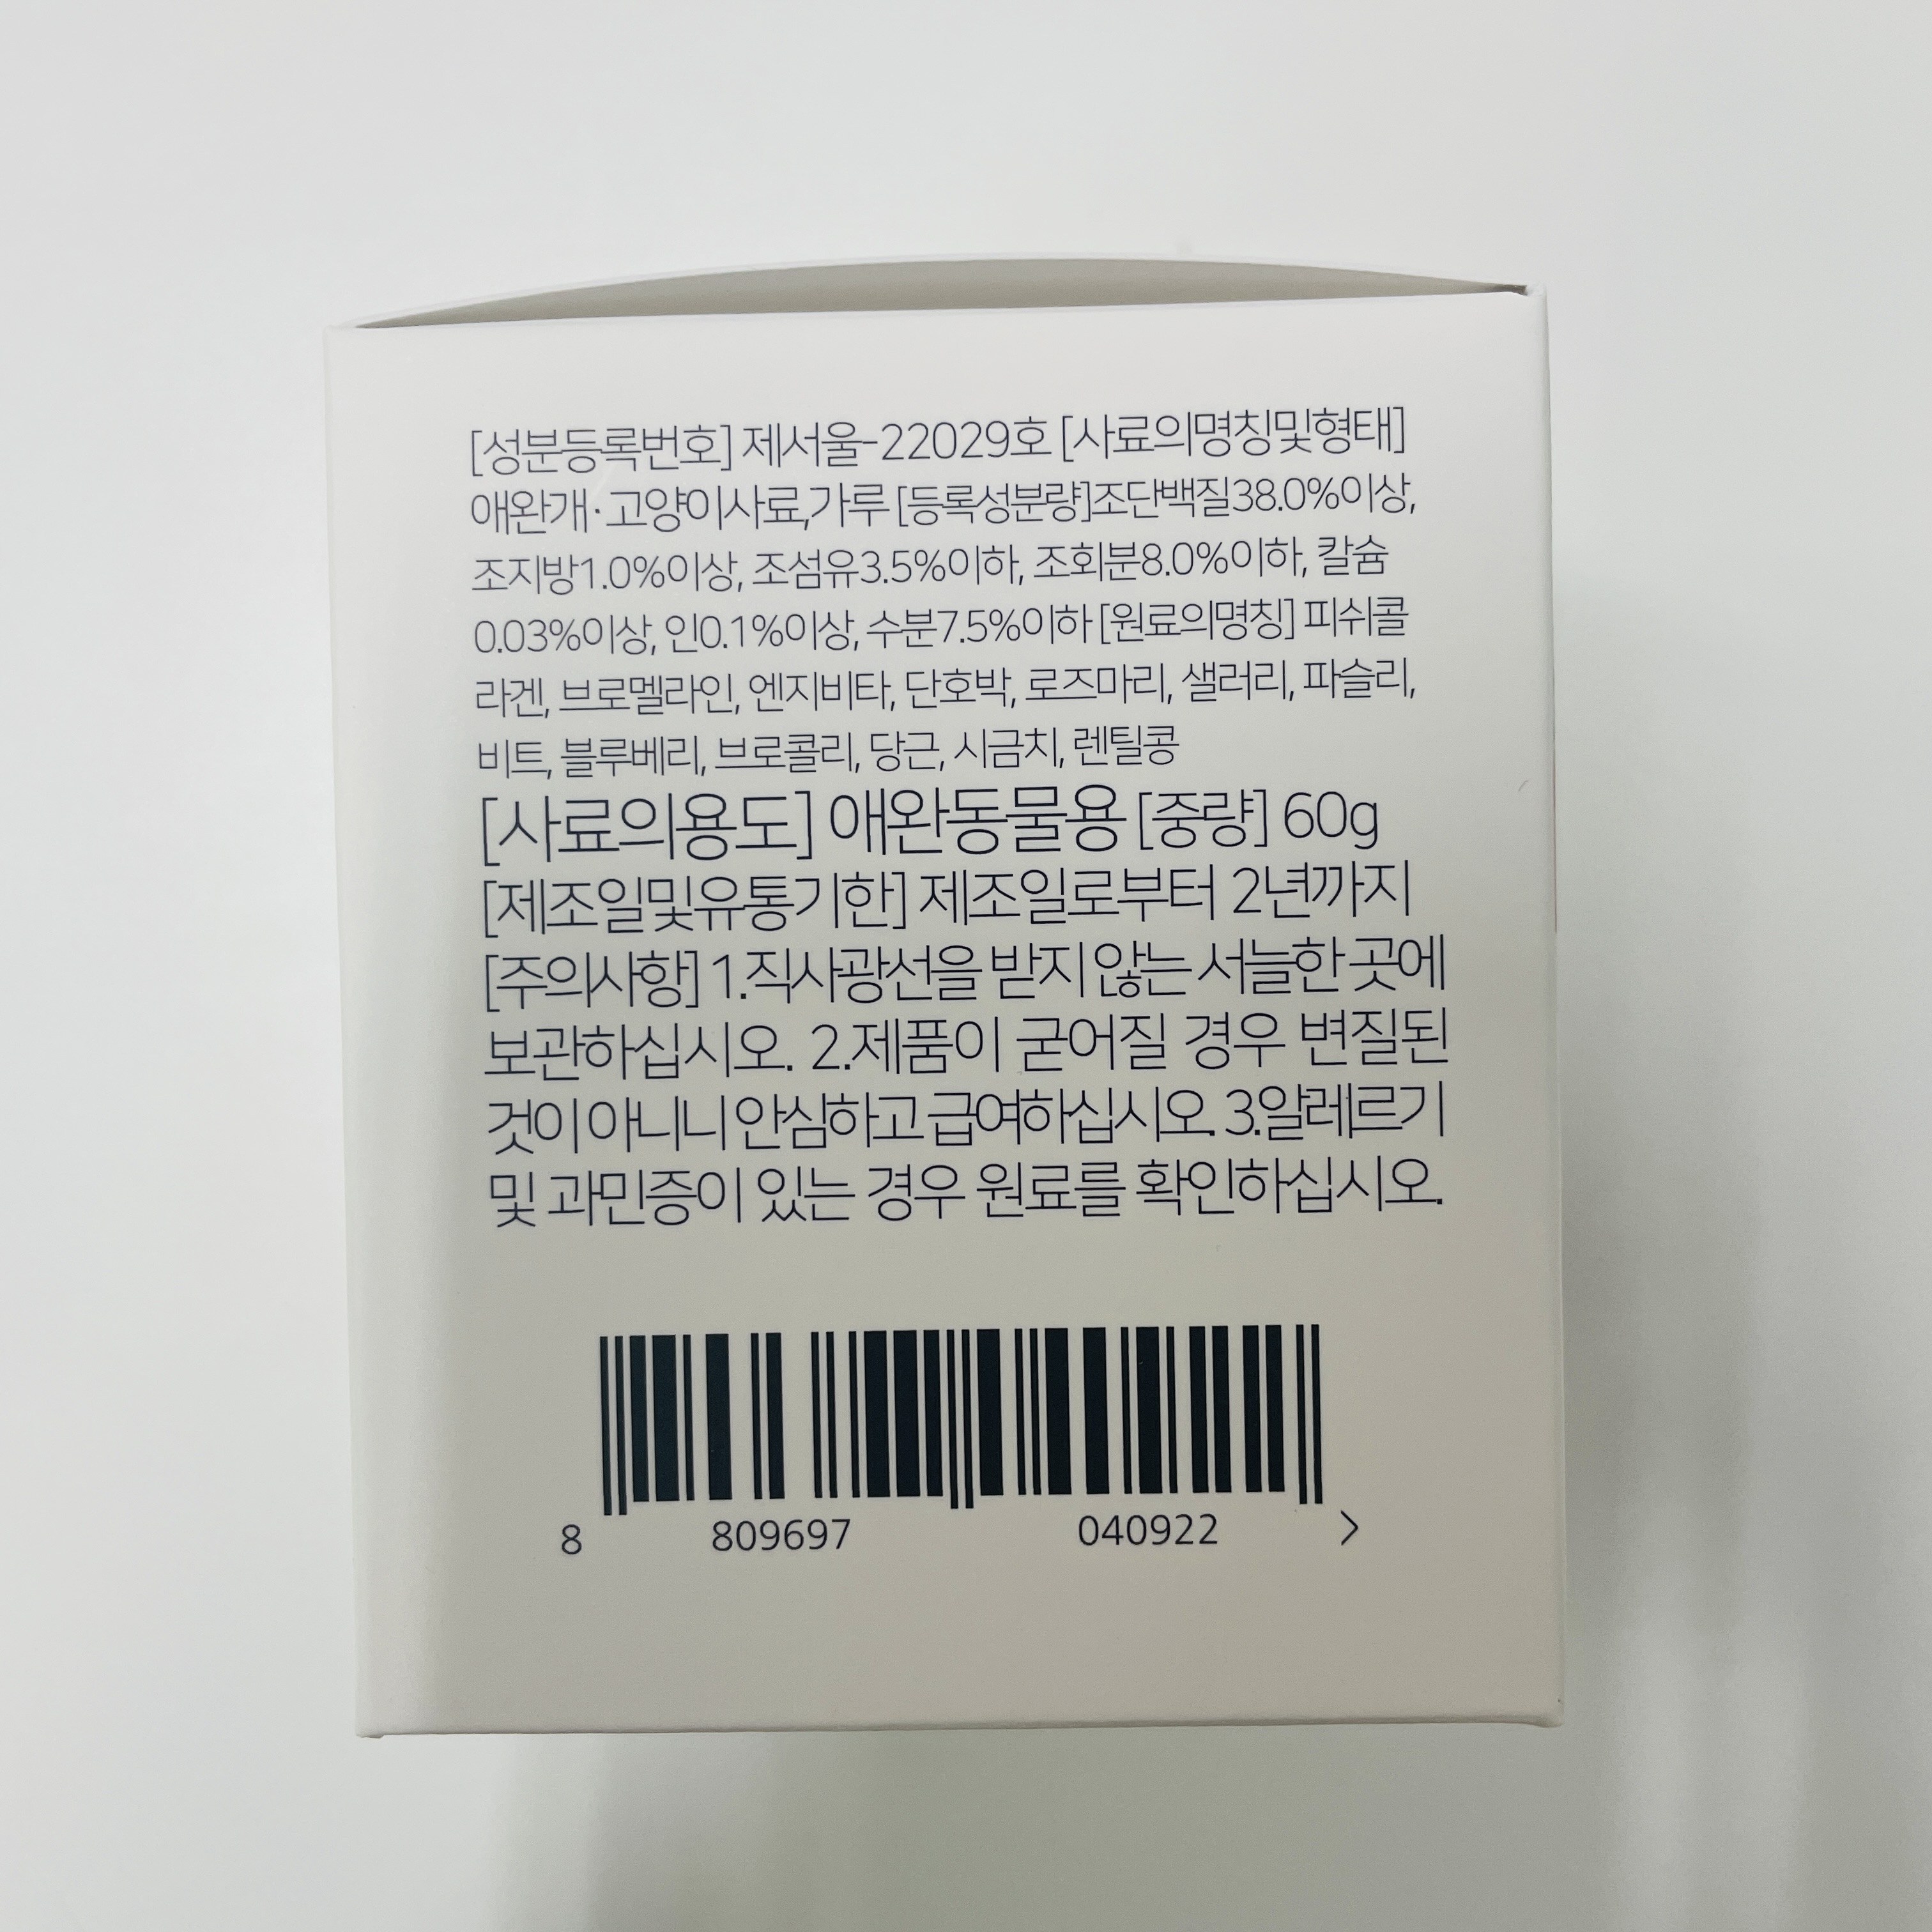 [성분등록번호] 제서울-22029호 [사료의명칭및형태]
애완개·고양이사료,가루 [등록성분량]조단백질38.0%이상,
조지방1.0%이상, 조섬유3.5%이하, 조회분8.0%이하, 칼슘
0.03%이상, 인0.1%이상, 수분7.5%이하 [원료의명칭] 피쉬콜
라겐, 브로멜라인, 엔지비타, 단호박, 로즈마리, 샐러리, 파슬리,
비트, 블루베리, 브로콜리, 당근, 시금치, 렌틸콩
[사료의용도] 애완동물용 [중량] 60g
[제조일및유통기한] 제조일로부터 2년까지
[주의사항] 1.직사광선을 받지 않는 서늘한 곳에
보관하십시오. 2.제품이 굳어질 경우 변질된
것이 아니니 안심하고 급여하십시오. 3.알레르기
및 과민증이 있는 경우 원료를 확인하십시오.
8 809697 040922 >